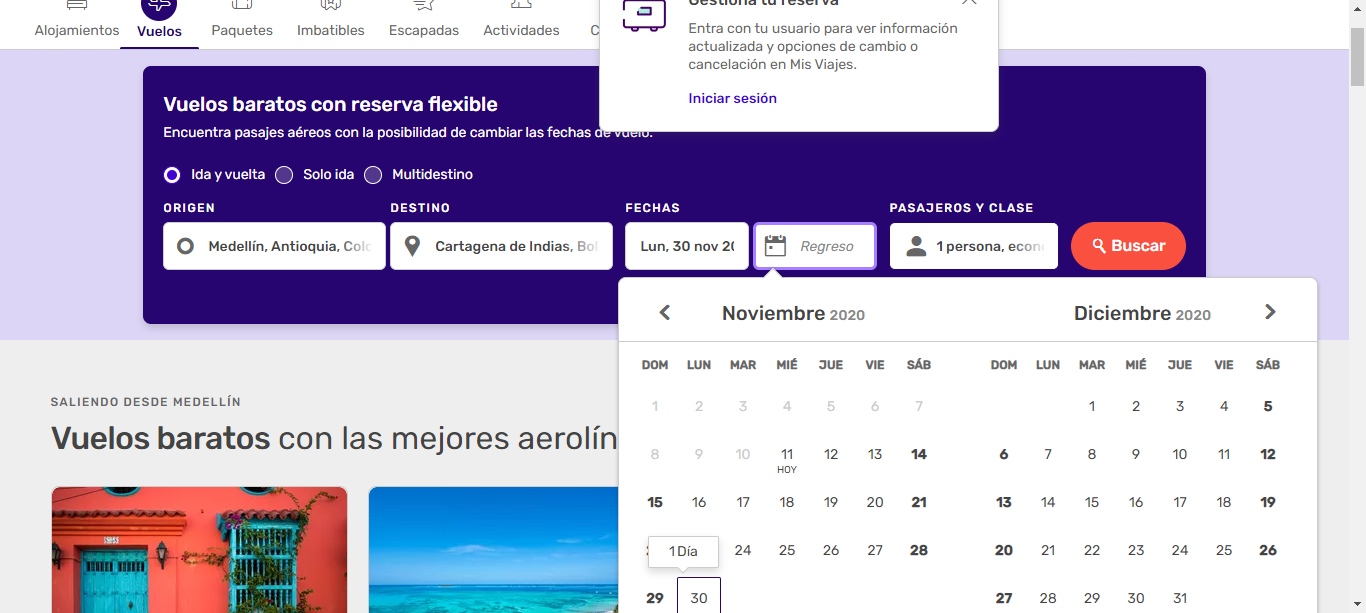 Gestiona tu reserva
Alojamientos
Vuelos
Paquetes
Imbatibles
Escapadas
Actividades
C
Entra con tu usuario para ver información
actualizada y opciones de cambio o
cancelación en Mis Viajes.
Iniciar sesión
Vuelos baratos con reserva flexible
Encuentra pasajes aéreos con la posibilidad de cambiar las fechas de vuelo.
Ida y vuelta Solo ida Multidestino
ORIGEN DESTINO FECHAS PASAJEROS Y CLASE
Medellín, Antioquia, Colo Cartagena de Indias, Bol Lun, 30 nov 20 Regreso 1 persona, econ Buscar
Noviembre 2020 Diciembre 2020
DOM LUN MAR MIÉ JUE VIE SÁB DOM LUN MAR MIÉ JUE VIE SÁB
1 2 3 4 5 6 7 1 2 3 4 5
8 9 10 11 12 13 14 6 7 8 9 10 11 12
HOY
15 16 17 18 19 20 21 13 14 15 16 17 18 19
24 25 26 27 28 20 21 22 23 24 25 26
1 Día
29 30 27 28 29 30 31
SALIENDO DESDE MEDELLÍN
Vuelos baratos con las mejores aerolín